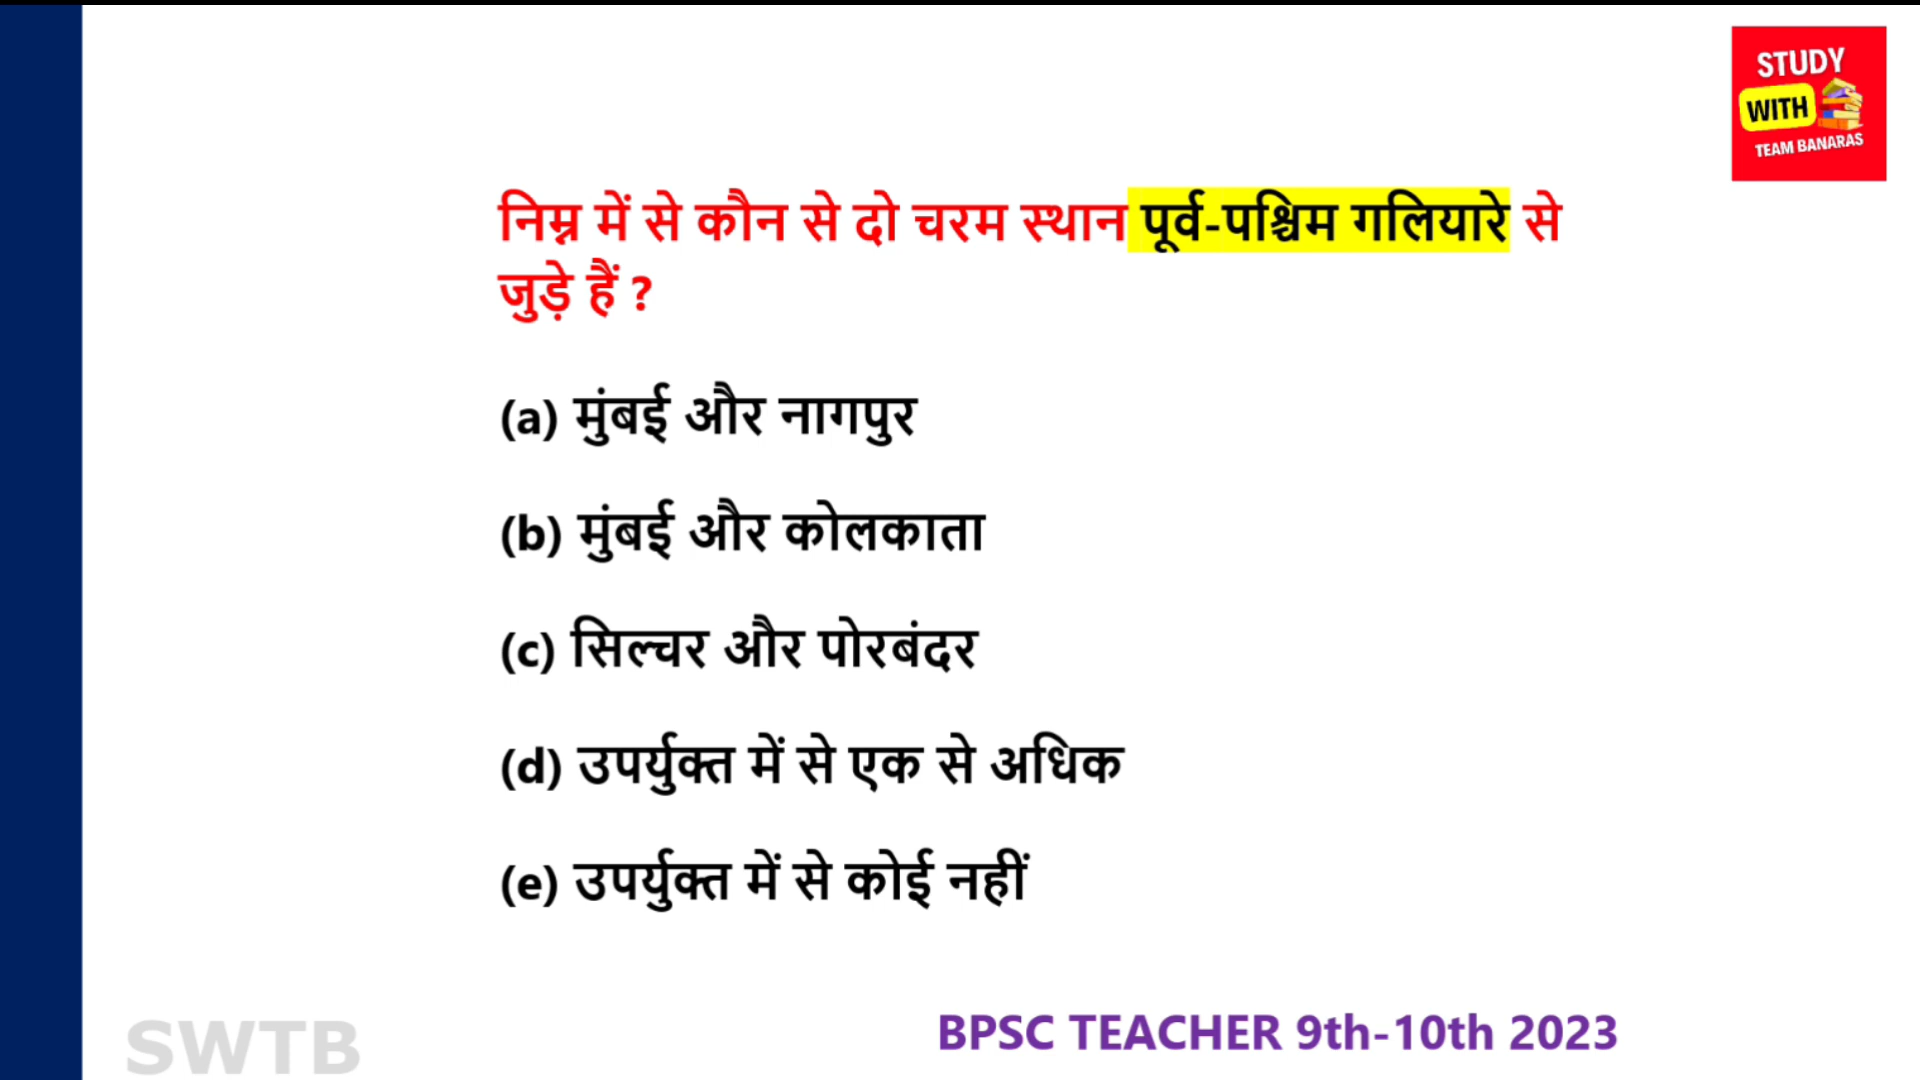 STUDY
WITH
TEAM BANARAS
निम्न में से कौन से दो चरम स्थान पूर्व-पश्चिम गलियारे से
जुड़े हैं ?
(a) मुंबई और नागपुर
(b) मुंबई और कोलकाता
(c) सिल्चर और पोरबंदर
(d) उपर्युक्त में से एक से अधिक
(e) उपर्युक्त में से कोई नहीं
SWTB
BPSC TEACHER 9th-10th 2023